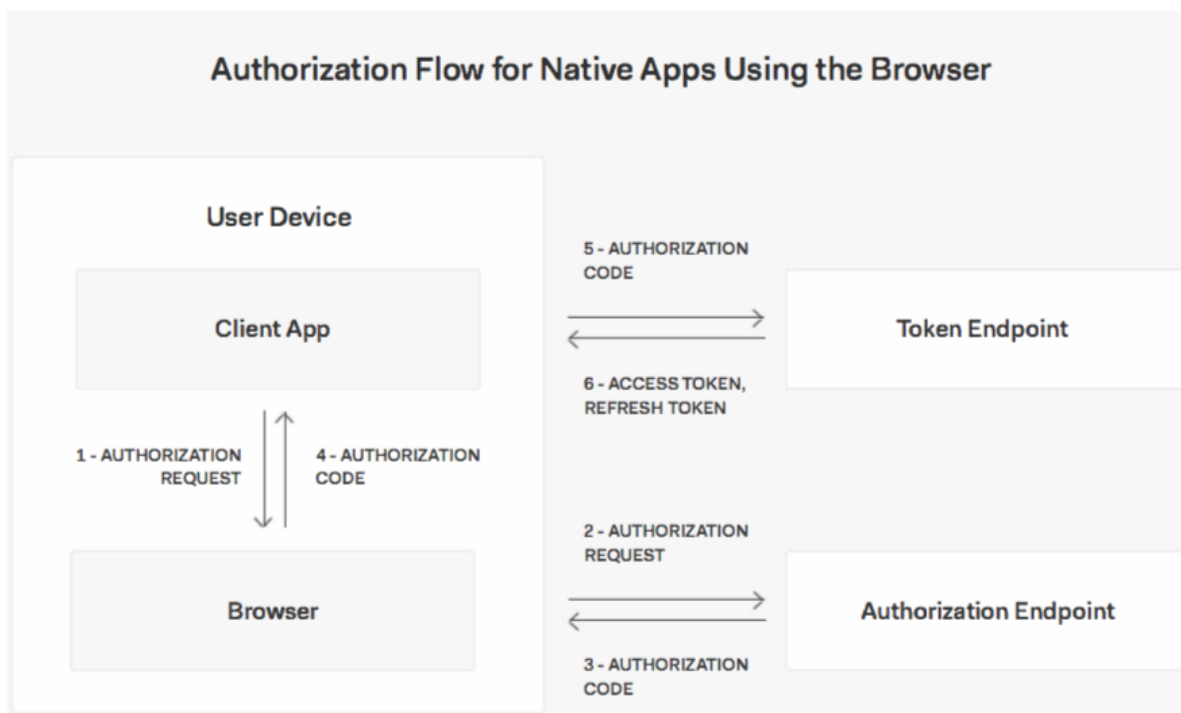 Authorization Flow for Native Apps Using the Browser
User Device
Client App
1 - AUTHORIZATION
REQUEST
4 - AUTHORIZATION
CODE
Browser
5 - AUTHORIZATION
CODE
6 - ACCESS TOKEN,
REFRESH TOKEN
Token Endpoint
2 - AUTHORIZATION
REQUEST
3 - AUTHORIZATION
CODE
Authorization Endpoint